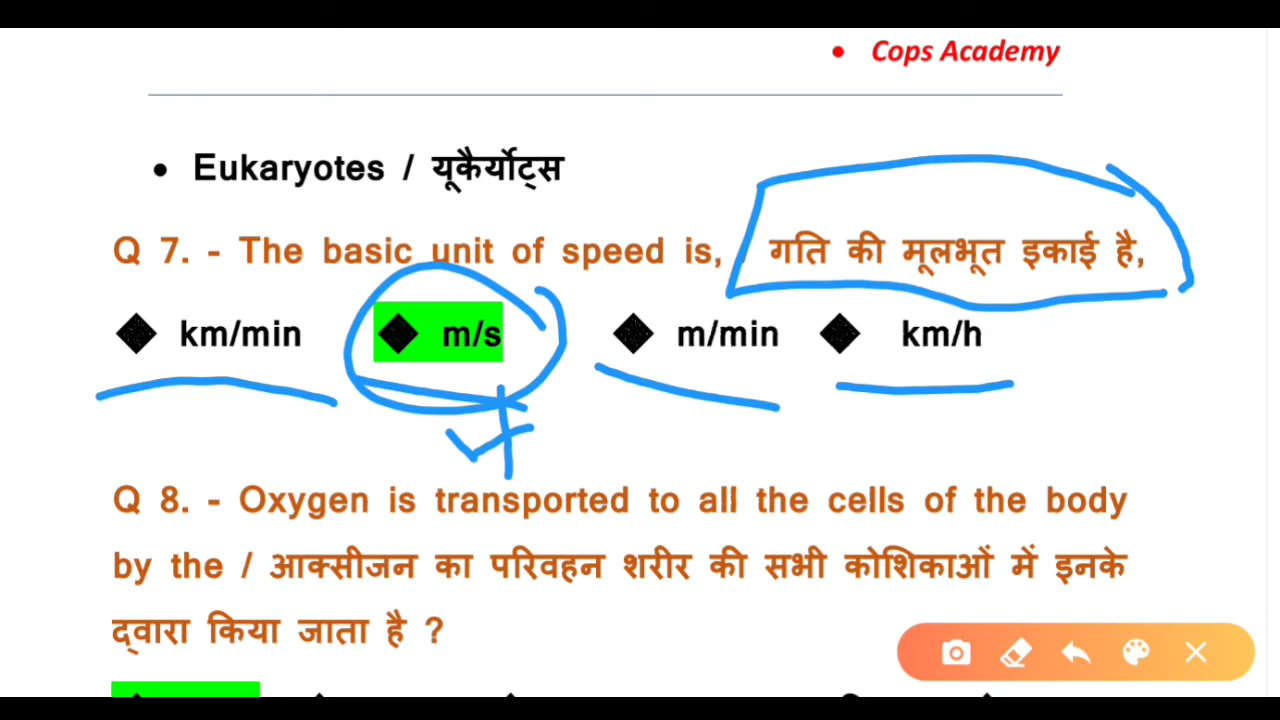 • Cops Academy
• Eukaryotes / यूकैर्योट्स
Q 7. - The basic unit of speed is, / गति की मूलभूत इकाई है,
◆ km/min ◆ m/s ◆ m/min ◆ km/h
Q 8. - Oxygen is transported to all the cells of the body
by the / आक्सीजन का परिवहन शरीर की सभी कोशिकाओं में इनके
द्वारा किया जाता है ?